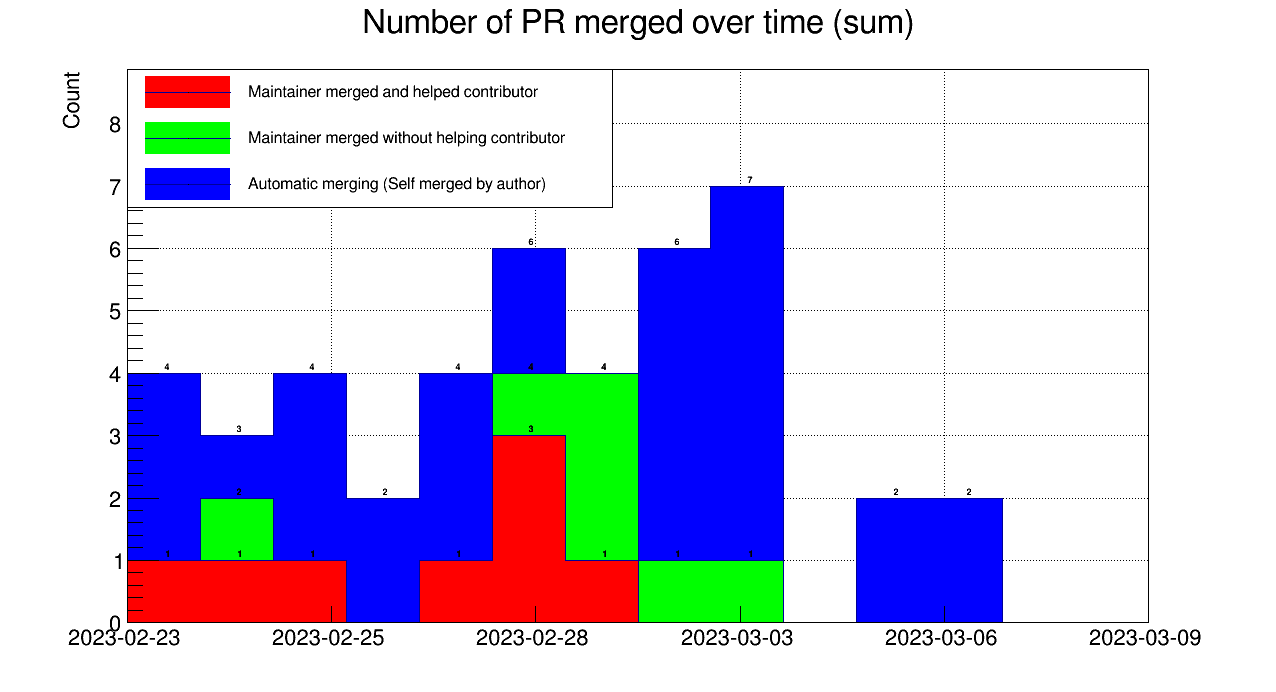 Number of PR merged over time (sum)
Count
Maintainer merged and helped contributor
Maintainer merged without helping contributor
Automatic merging (Self merged by author)
8
7
6
5
4
3
2
1
0
4 3 4 2 4 6 4 6 7 2 2
2 4
3
1 1 1 1 1 1 1
2023-02-23 2023-02-25 2023-02-28 2023-03-03 2023-03-06 2023-03-09